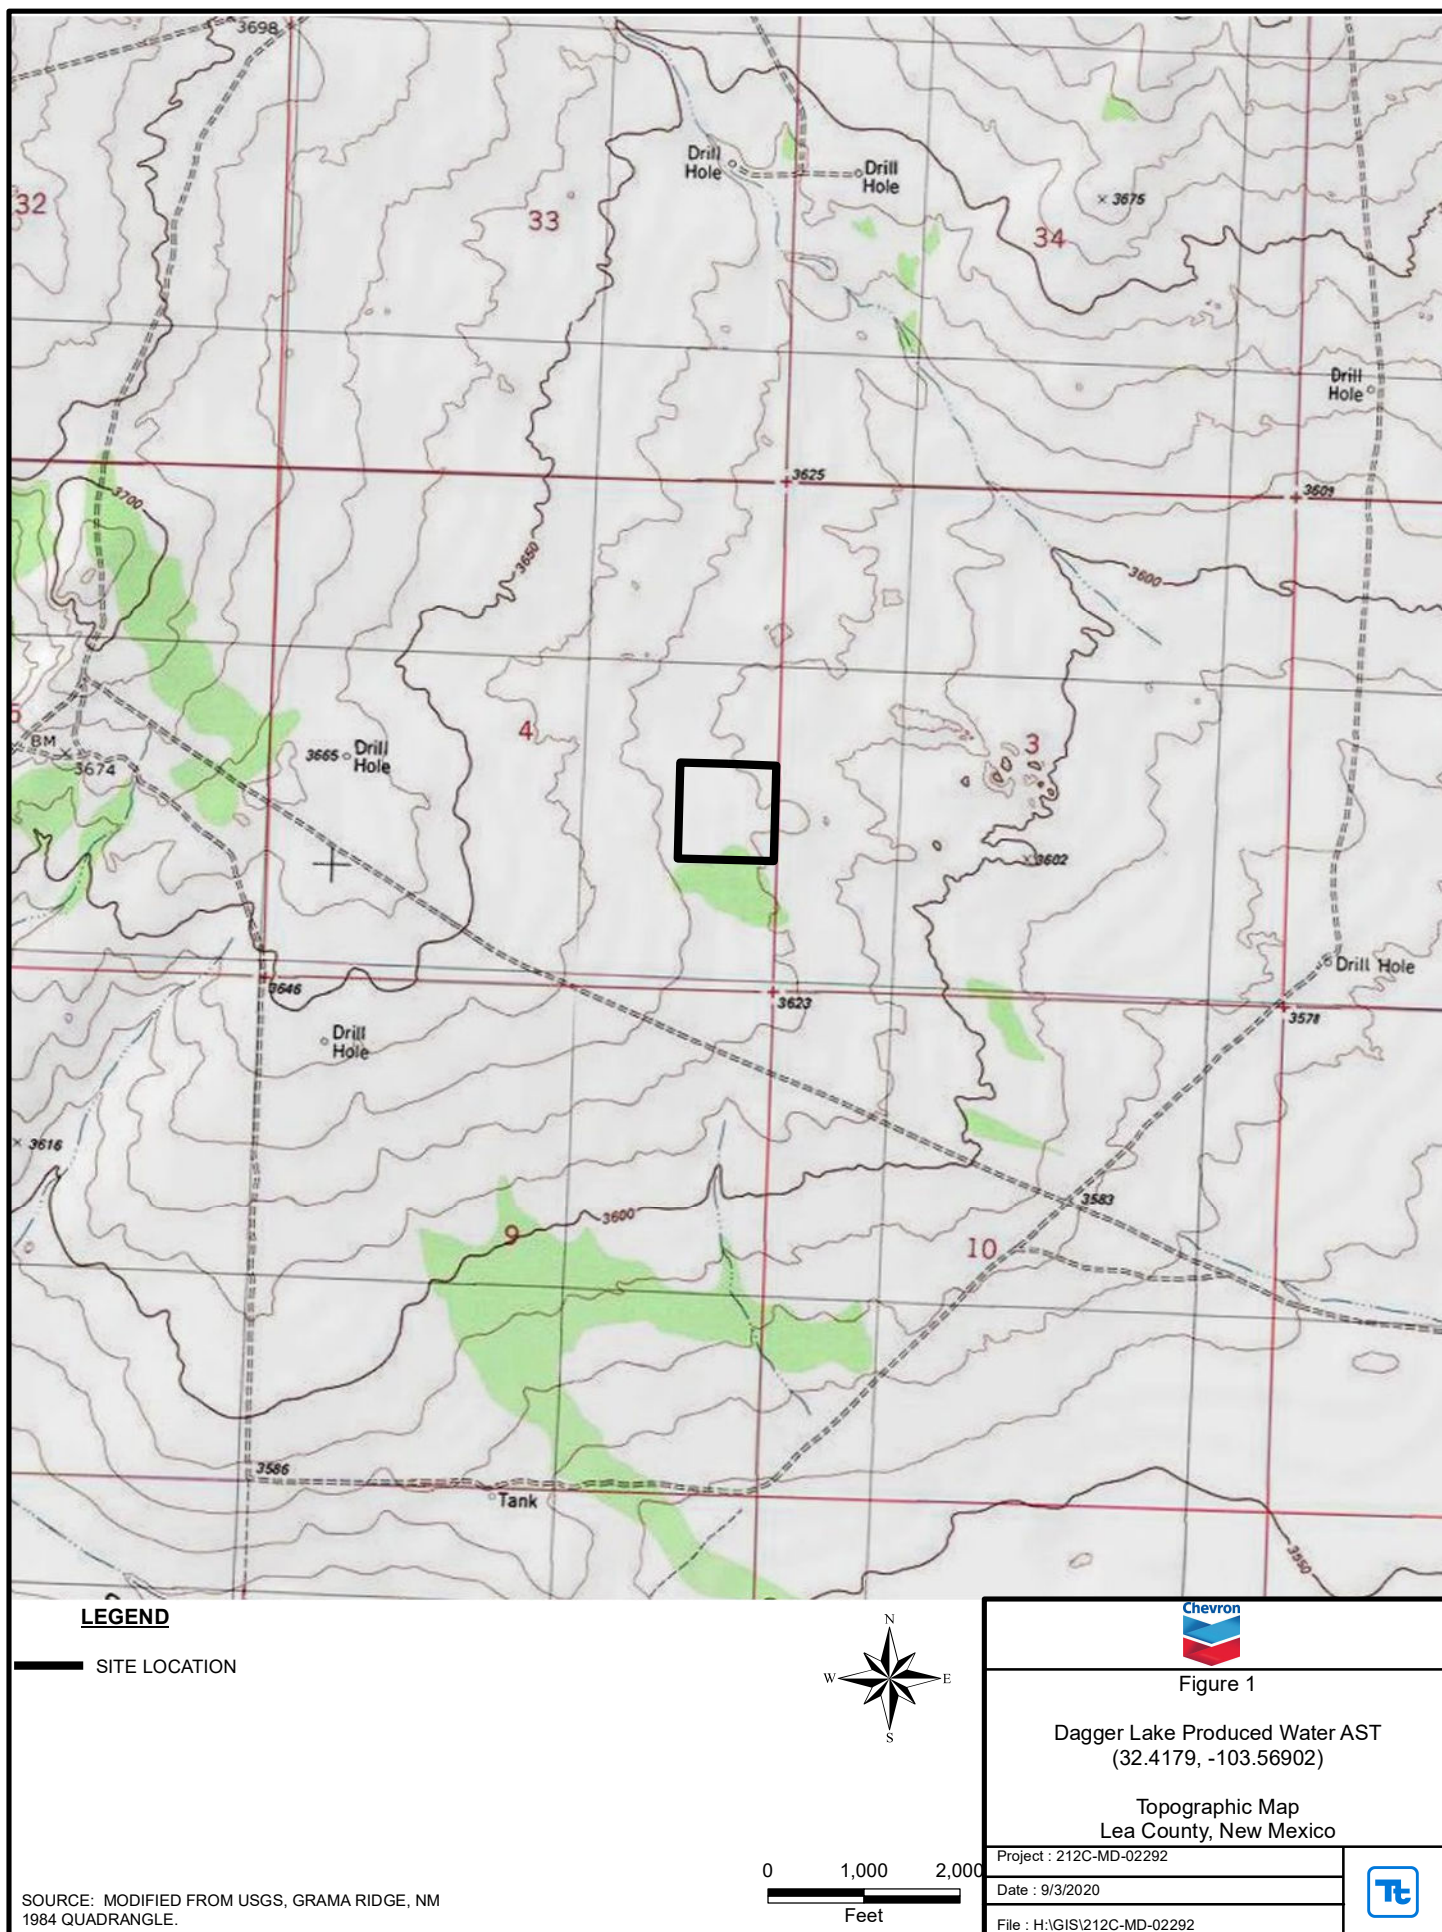 3698
Drill
Hole
Drill
Hole
32
33
3675
34
Drill
Hole
3625
3609
3700
3650
3600
5
4
3
BM
3674
3665
Drill
Hole
3602
Drill Hole
3646
3623
3578
Drill
Hole
3616
3583
3600
9
10
3586
Tank
3550
LEGEND
SITE LOCATION
N
W
E
S
Chevron
Figure 1
Dagger Lake Produced Water AST
(32.4179, -103.56902)
Topographic Map
Lea County, New Mexico
Project : 212C-MD-02292
Date : 9/3/2020
File : H:\GIS\212C-MD-02292
Tt
0 1,000 2,000
Feet
SOURCE: MODIFIED FROM USGS, GRAMA RIDGE, NM
1984 QUADRANGLE.